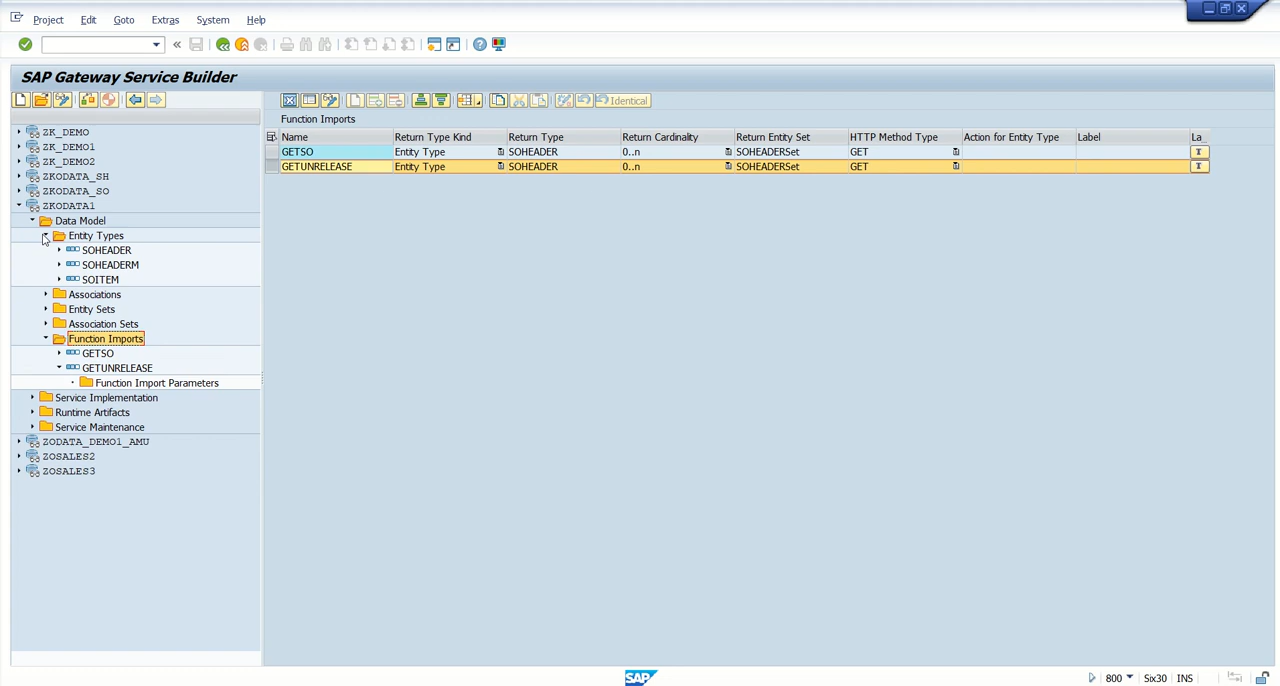 Project Edit Goto Extras System Help
SAP Gateway Service Builder
Identical
Function Imports
Name Return Type Kind Return Type Return Cardinality Return Entity Set HTTP Method Type Action for Entity Type Label La_
GETSO Entity Type SOHEADER 0..n SOHEADERSet GET
GETUNRELEASE Entity Type SOHEADER 0..n SOHEADERSet GET
ZK_DEMO
ZK_DEMO1
ZK_DEMO2
ZKODATA_SH
ZKODATA_SO
ZKODATA1
Data Model
Entity Types
SOHEADER
SOHEADERM
SOITEM
Associations
Entity Sets
Association Sets
Function Imports
GETSO
GETUNRELEASE
Function Import Parameters
Service Implementation
Runtime Artifacts
Service Maintenance
ZODATA_DEMO1_AMU
ZOSALES2
ZOSALES3
SAP
800 Six30 INS